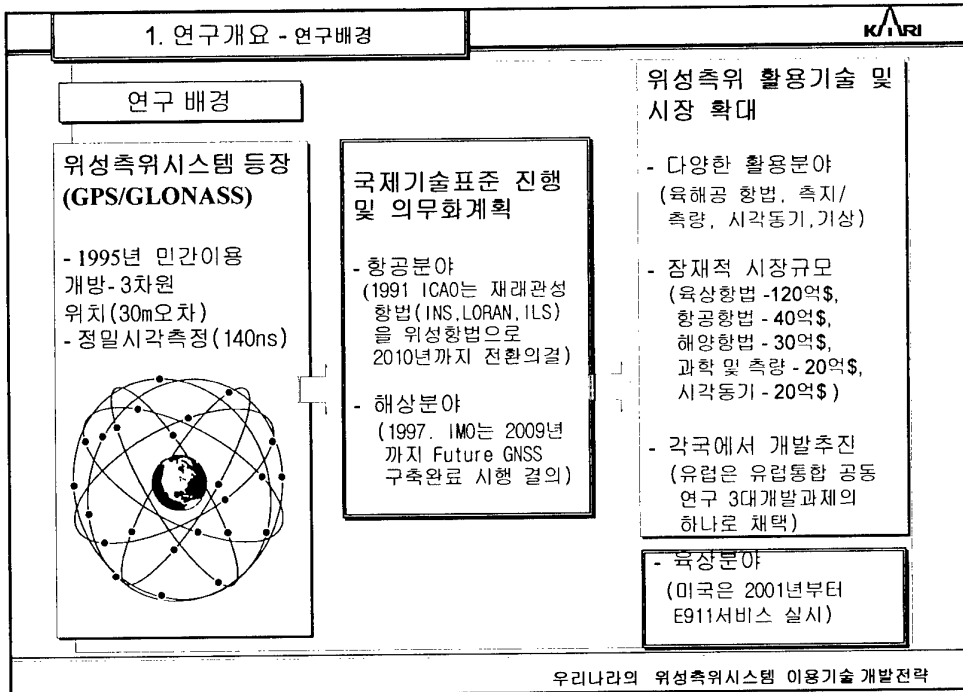 1. 연구개요 - 연구배경
KARI
연구 배경
위성측위시스템 등장
(GPS/GLONASS)
- 1995년 민간이용
개방- 3차원
위치(30m오차)
- 정밀시각측정(140ns)
국제기술표준 진행
및 의무화계획
- 항공분야
(1991 ICAO는 재래관성
항법(INS,LORAN,ILS)
을 위성항법으로
2010년까지 전환의결)
- 해상분야
(1997. IMO는 2009년
까지 Future GNSS
구축완료 시행 결의)
위성측위 활용기술 및
시장 확대
- 다양한 활용분야
(육해공 항법, 측지/
측량, 시각동기,기상)
- 잠재적 시장규모
(육상항법 -120억$,
항공항법 - 40억$,
해양항법 - 30억$,
과학 및 측량 - 20억$,
시각동기 - 20억$ )
- 각국에서 개발추진
(유럽은 유럽통합 공동
연구 3대개발과제의
하나로 채택)
- 육상분야
(미국은 2001년부터
E911서비스 실시)
우리나라의 위성측위시스템 이용기술 개발전략